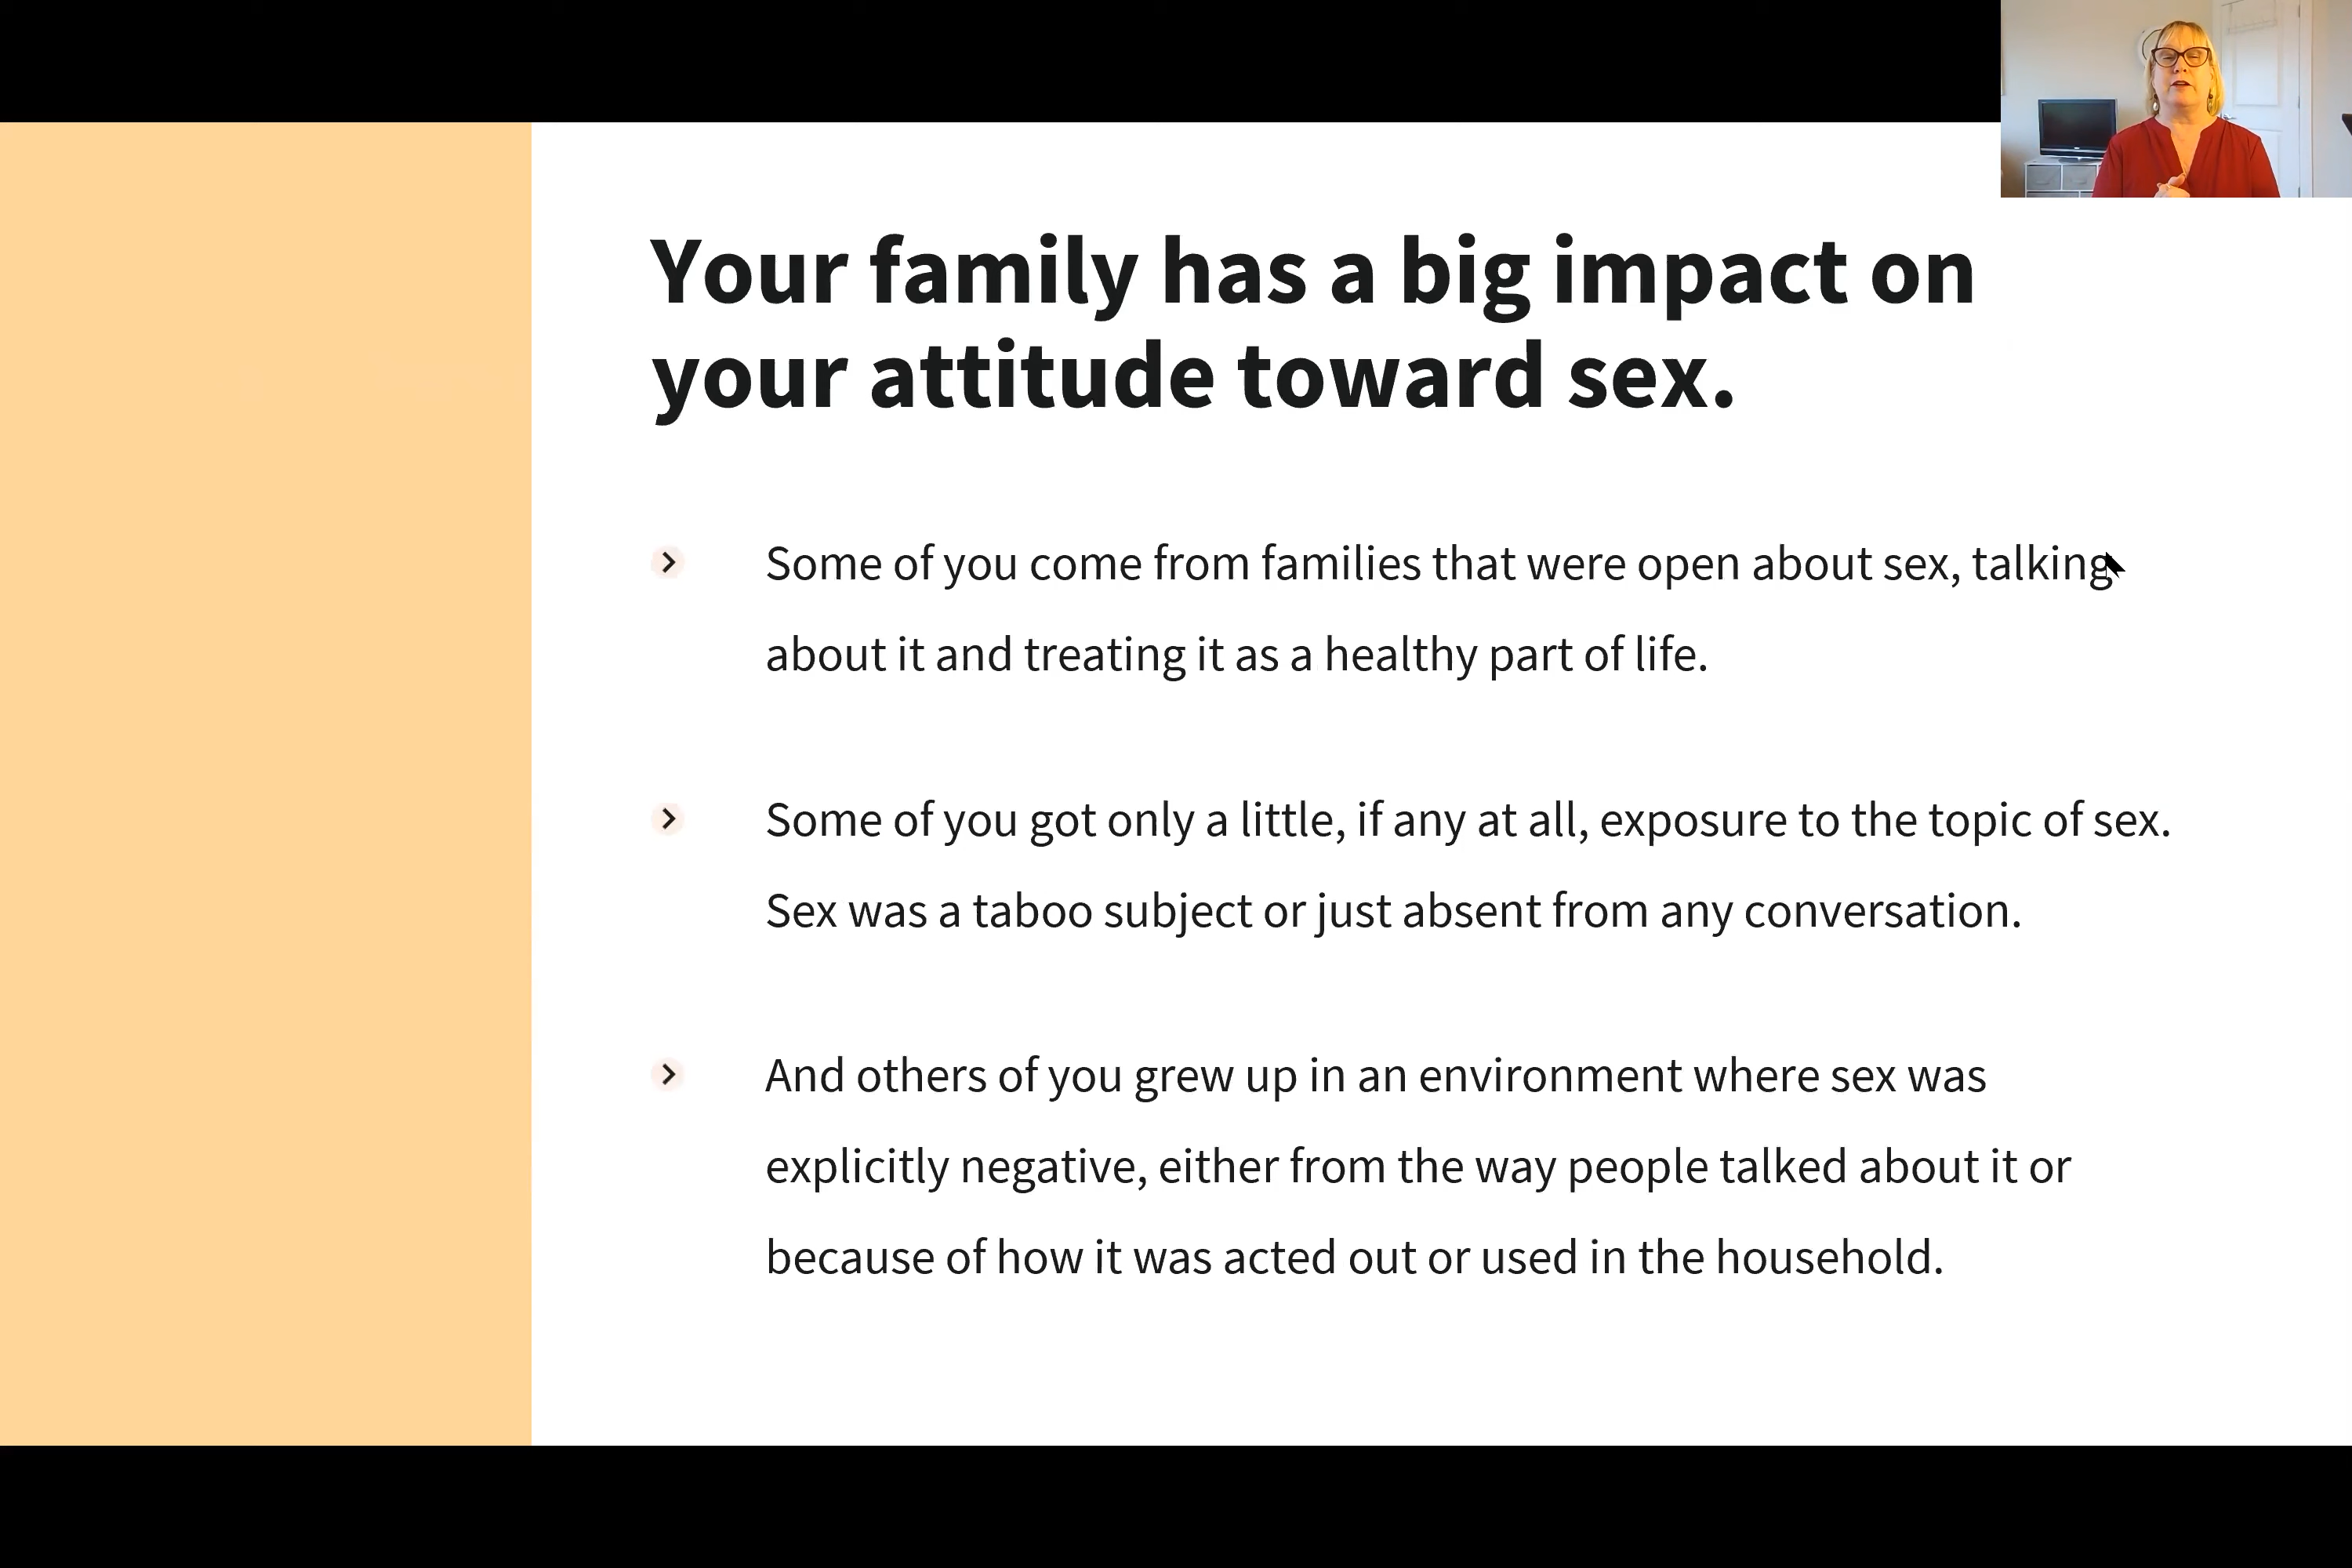 Your family has a big impact on
your attitude toward sex.
Some of you come from families that were open about sex, talking
about it and treating it as a healthy part of life.
Some of you got only a little, if any at all, exposure to the topic of sex.
Sex was a taboo subject or just absent from any conversation.
And others of you grew up in an environment where sex was
explicitly negative, either from the way people talked about it or
because of how it was acted out or used in the household.